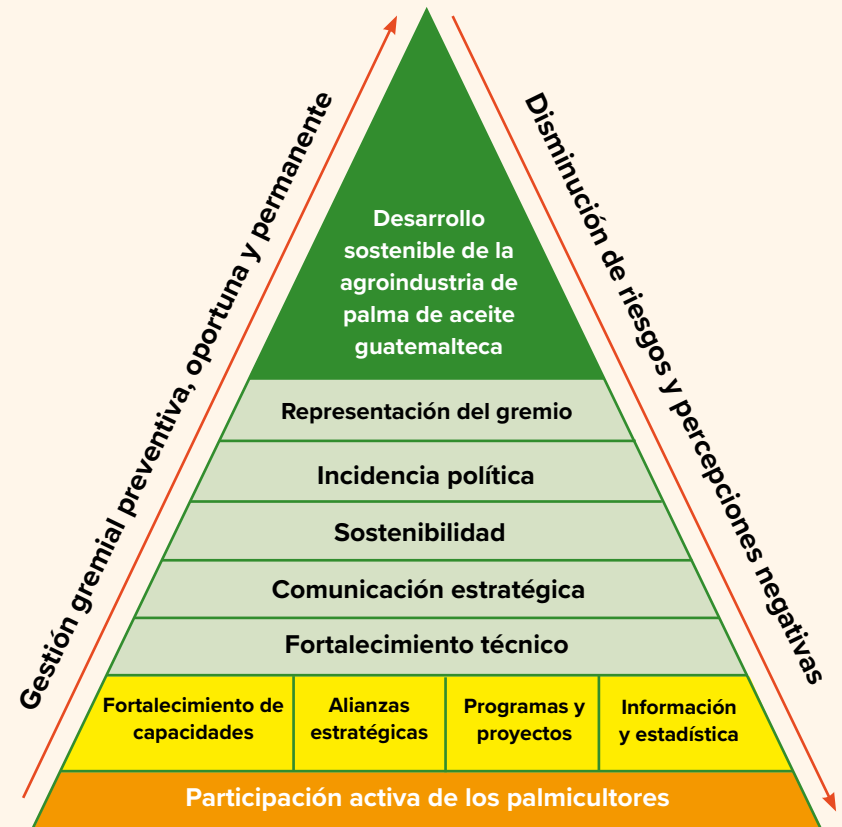 Gestión gremial preventiva, oportuna y permanente
Disminución de riesgos y percepciones negativas
Desarrollo
sostenible de la
agroindustria de
palma de aceite
guatemalteca
Representación del gremio
Incidencia política
Sostenibilidad
Comunicación estratégica
Fortalecimiento técnico
Fortalecimiento de
capacidades
Alianzas
estratégicas
Programas y
proyectos
Información
y estadística
Participación activa de los palmicultores